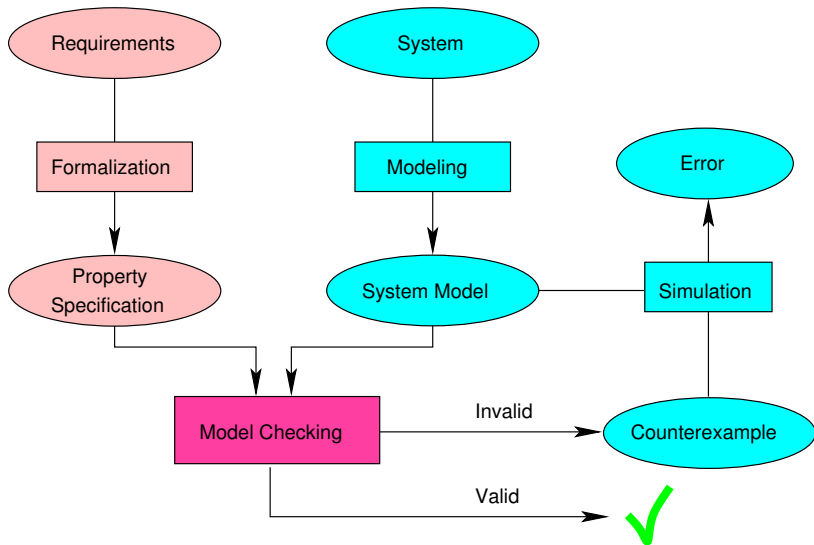 Requirements
System
Formalization
Modeling
Error
Property
Specification
System Model
Simulation
Model Checking
Invalid
Counterexample
Valid